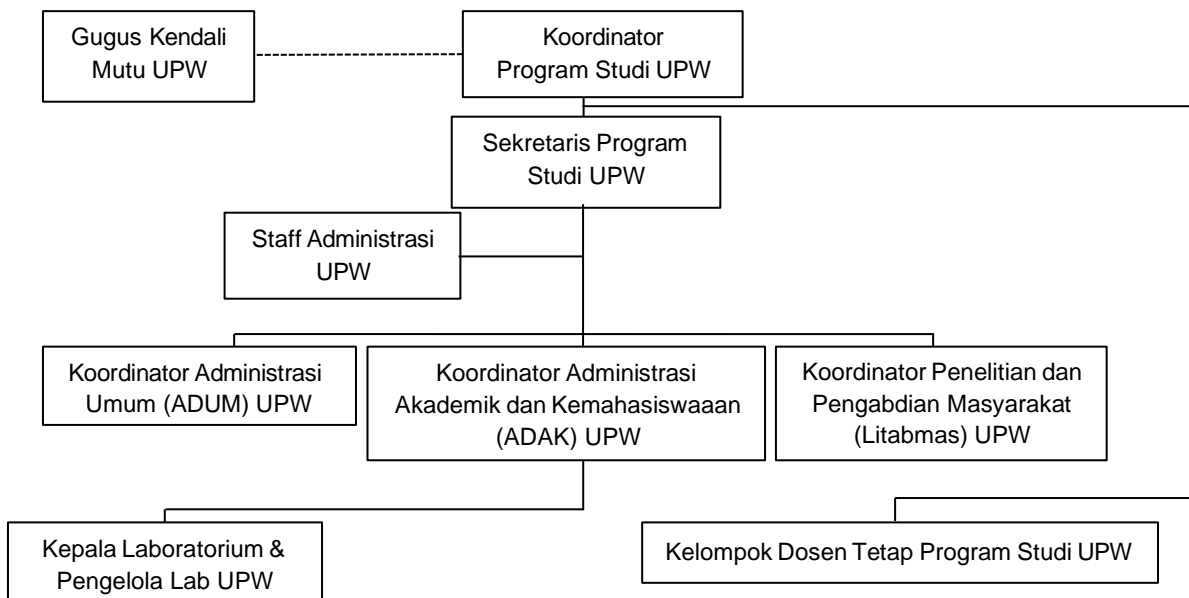 Gugus Kendali
Mutu UPW
Koordinator
Program Studi UPW
Sekretaris Program
Studi UPW
Staff Administrasi
UPW
Koordinator Administrasi
Umum (ADUM) UPW
Koordinator Administrasi
Akademik dan Kemahasiswaaan
(ADAK) UPW
Koordinator Penelitian dan
Pengabdian Masyarakat
(Litabmas) UPW
Kepala Laboratorium &
Pengelola Lab UPW
Kelompok Dosen Tetap Program Studi UPW